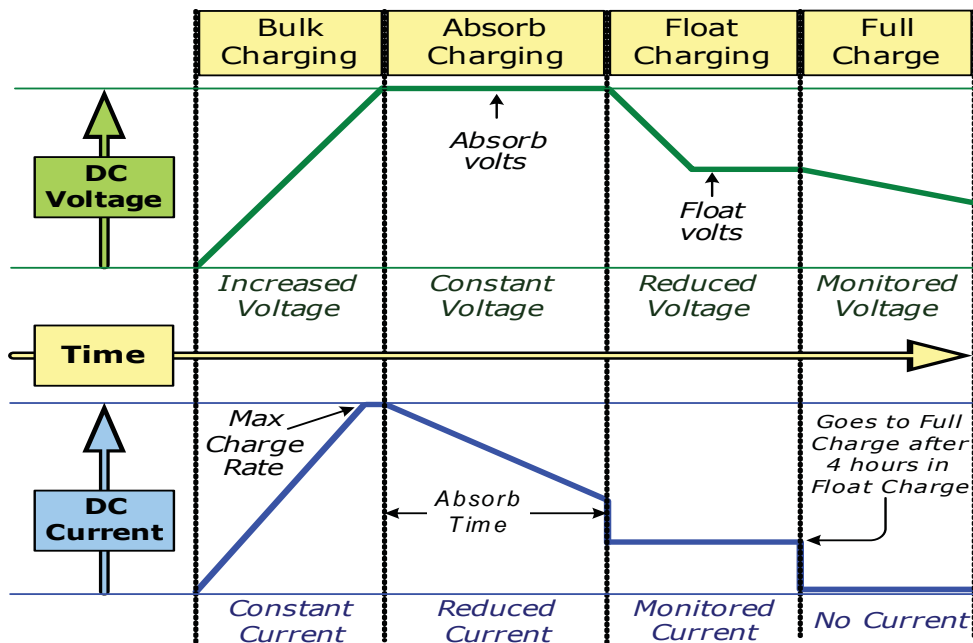 Bulk
Charging
Absorb
Charging
Float
Charging
Full
Charge
DC
Voltage
Absorb
volts
Float
volts
Increased
Voltage
Constant
Voltage
Reduced
Voltage
Monitored
Voltage
Time
DC
Current
Max
Charge
Rate
Absorb
Time
Goes to Full
Charge after
4 hours in
Float Charge
Constant
Current
Reduced
Current
Monitored
Current
No Current